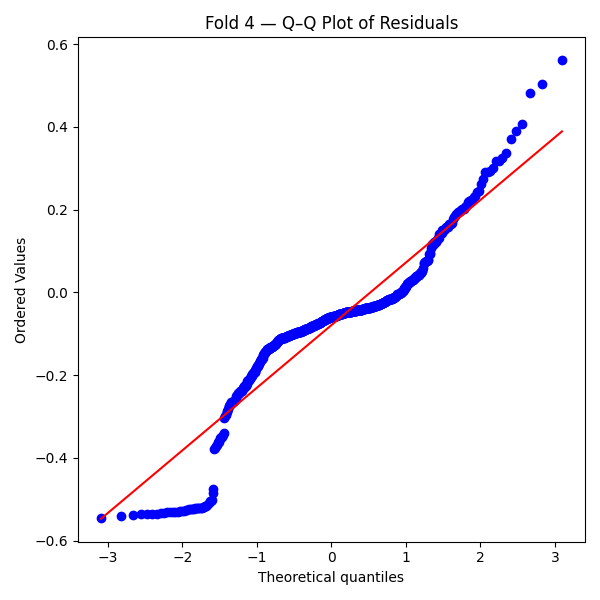 Fold 4 — Q–Q Plot of Residuals
Ordered Values
0.6
0.4
0.2
0.0
−0.2
−0.4
−0.6
−3 −2 −1 0 1 2 3
Theoretical quantiles